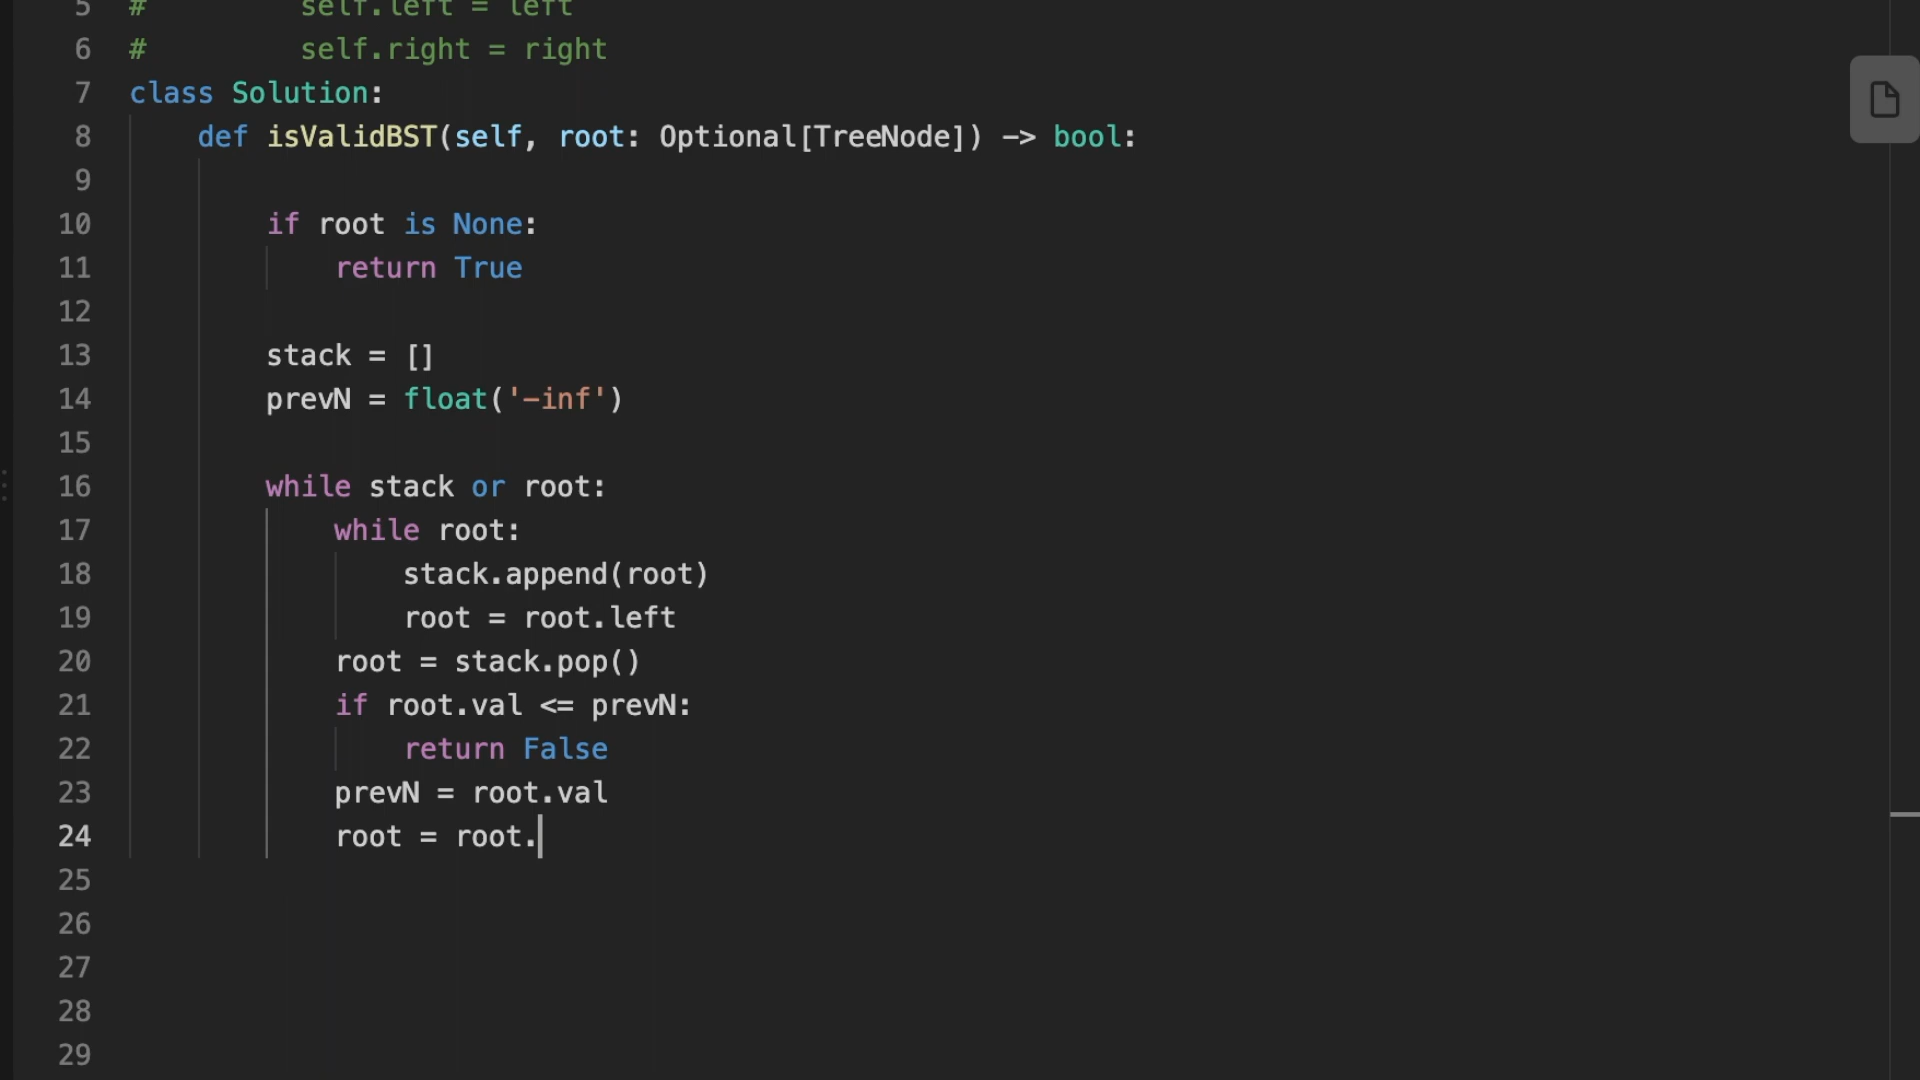 5 #         self.left = left
6 #         self.right = right
7 class Solution:
8     def isValidBST(self, root: Optional[TreeNode]) -> bool:
9
10         if root is None:
11             return True
12
13         stack = []
14         prevN = float('-inf')
15
16         while stack or root:
17             while root:
18                 stack.append(root)
19                 root = root.left
20             root = stack.pop()
21             if root.val <= prevN:
22                 return False
23             prevN = root.val
24             root = root.
25
26
27
28
29